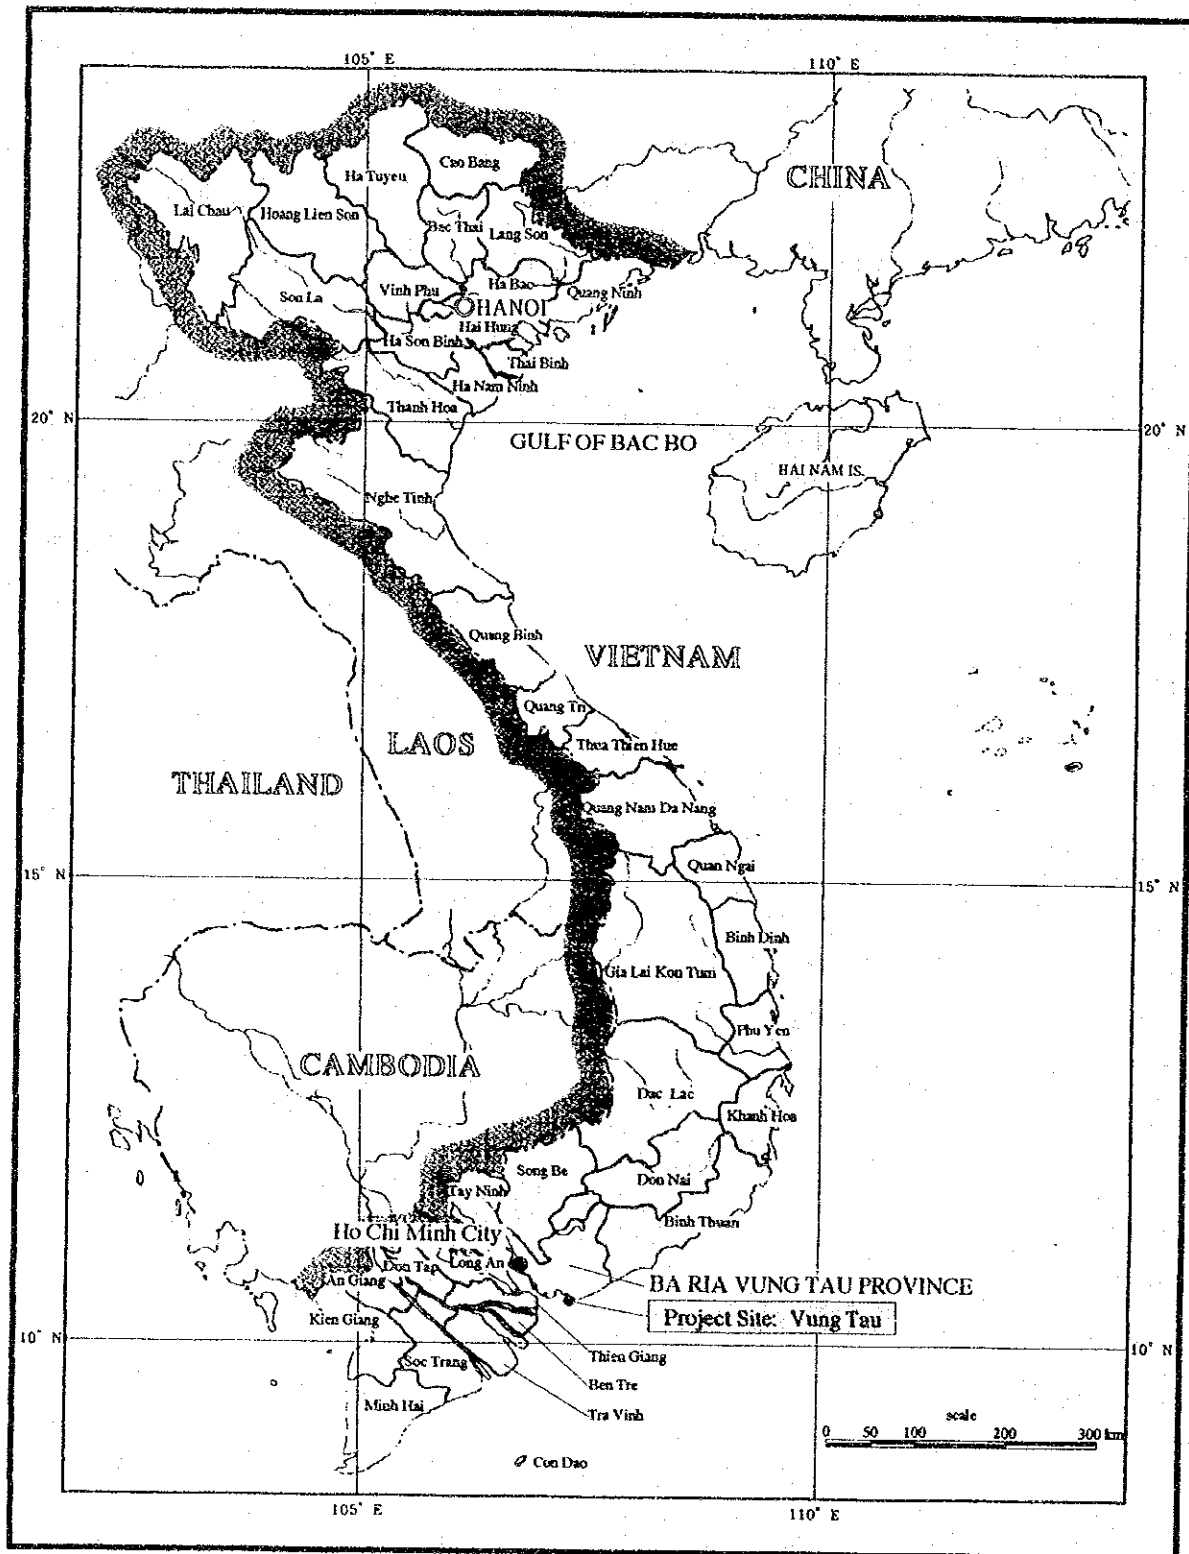 105° E
110° E
CHINA
Cao Bang
Ha Tuyen
Lai Chau
Hoang Lien Son
Bac Thai
Lang Son
Son La
Vinh Phu
Ha Bac
Quang Ninh
HANOI
Hai Hung
Ha Son Binh
Thai Binh
Ha Nam Ninh
Thanh Hoa
20° N
20° N
GULF OF BAC BO
HAI NAM IS.
Nghe Tinh
Quang Binh
VIETNAM
Quang Tri
Thua Thien Hue
LAOS
THAILAND
Quang Nam Da Nang
Quan Ngai
15° N
15° N
Binh Dinh
Gia Lai Kon Tum
Phu Yen
CAMBODIA
Dac Lac
Khanh Hoa
Song Be
Don Nai
Tay Ninh
Binh Thuan
Ho Chi Minh City
Long An
Don Tap
An Giang
BA RIA VUNG TAU PROVINCE
Kien Giang
Project Site: Vung Tau
10° N
10° N
Thien Giang
Soc Trang
Ben Tre
Minh Hai
Tra Vinh
scale
0 50 100 200 300 km
Con Dao
105° E
110° E